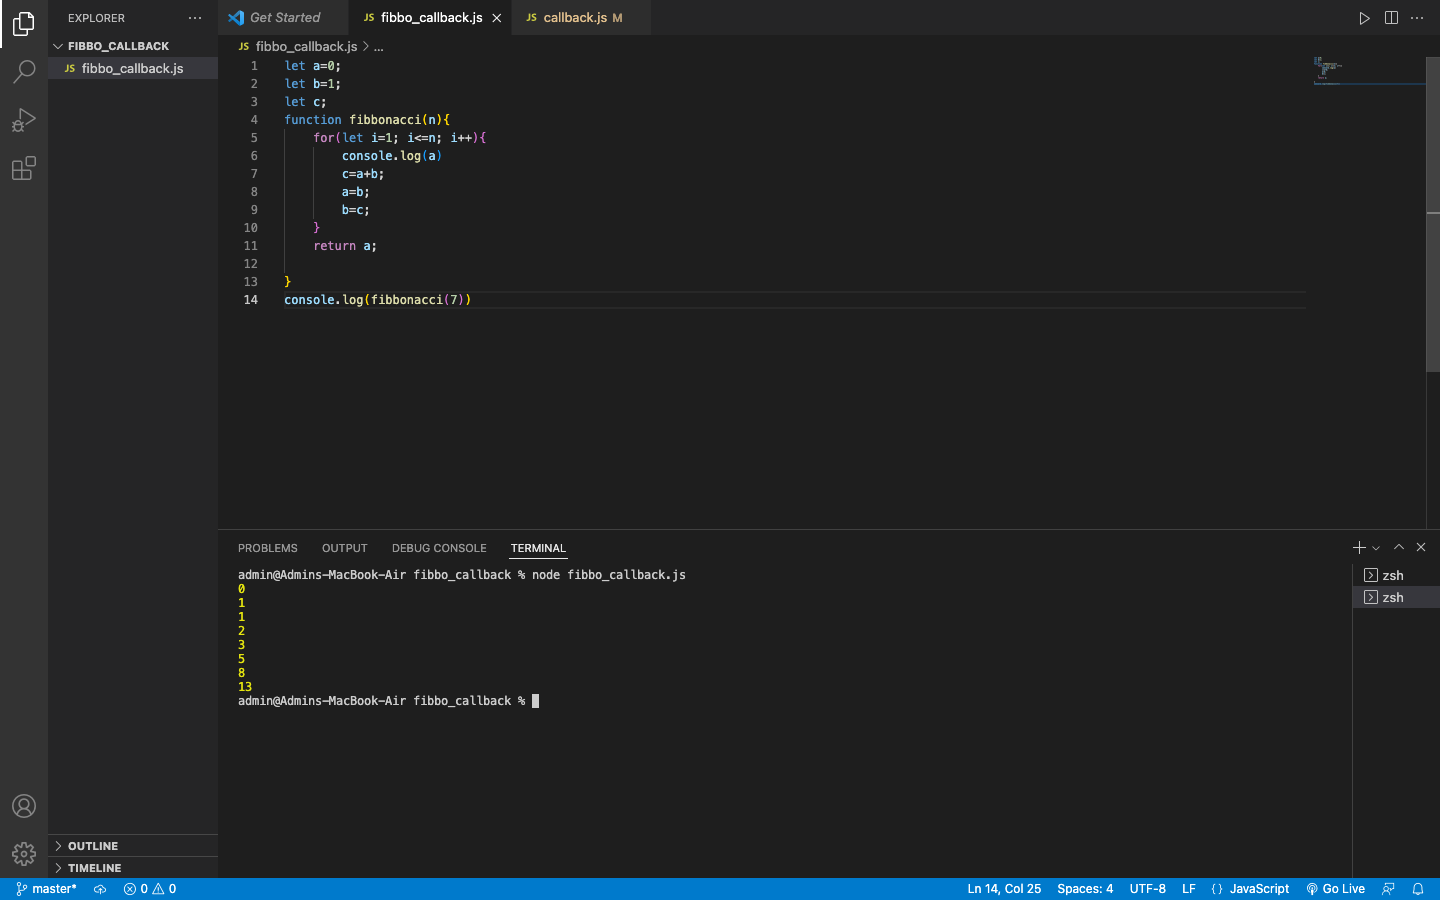 EXPLORER
FIBBO_CALLBACK
JS fibbo_callback.js
OUTLINE
TIMELINE
Get Started
JS fibbo_callback.js
JS callback.js M
JS fibbo_callback.js > ...
1 let a=0;
2 let b=1;
3 let c;
4 function fibbonacci(n){
5 for(let i=1; i<=n; i++){
6 console.log(a)
7 c=a+b;
8 a=b;
9 b=c;
10 }
11 return a;
12
13 }
14 console.log(fibbonacci(7))
PROBLEMS OUTPUT DEBUG CONSOLE TERMINAL
admin@Admins-MacBook-Air fibbo_callback % node fibbo_callback.js
0
1
1
2
3
5
8
13
admin@Admins-MacBook-Air fibbo_callback %
zsh
zsh
master* 0 0 Ln 14, Col 25 Spaces: 4 UTF-8 LF {} JavaScript Go Live